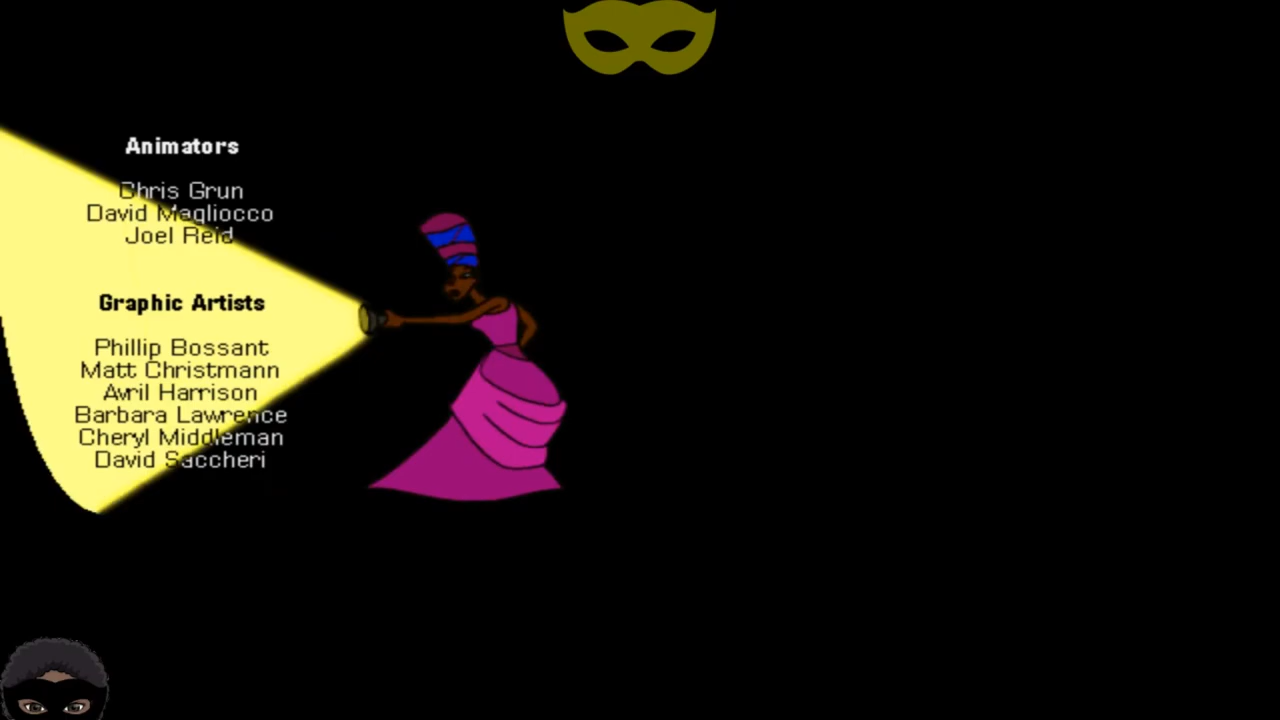 Animators
Chris Grun
David Magliocco
Joel Reid
Graphic Artists
Phillip Bossant
Matt Christmann
Avril Harrison
Barbara Lawrence
Cheryl Middleman
David Saccheri